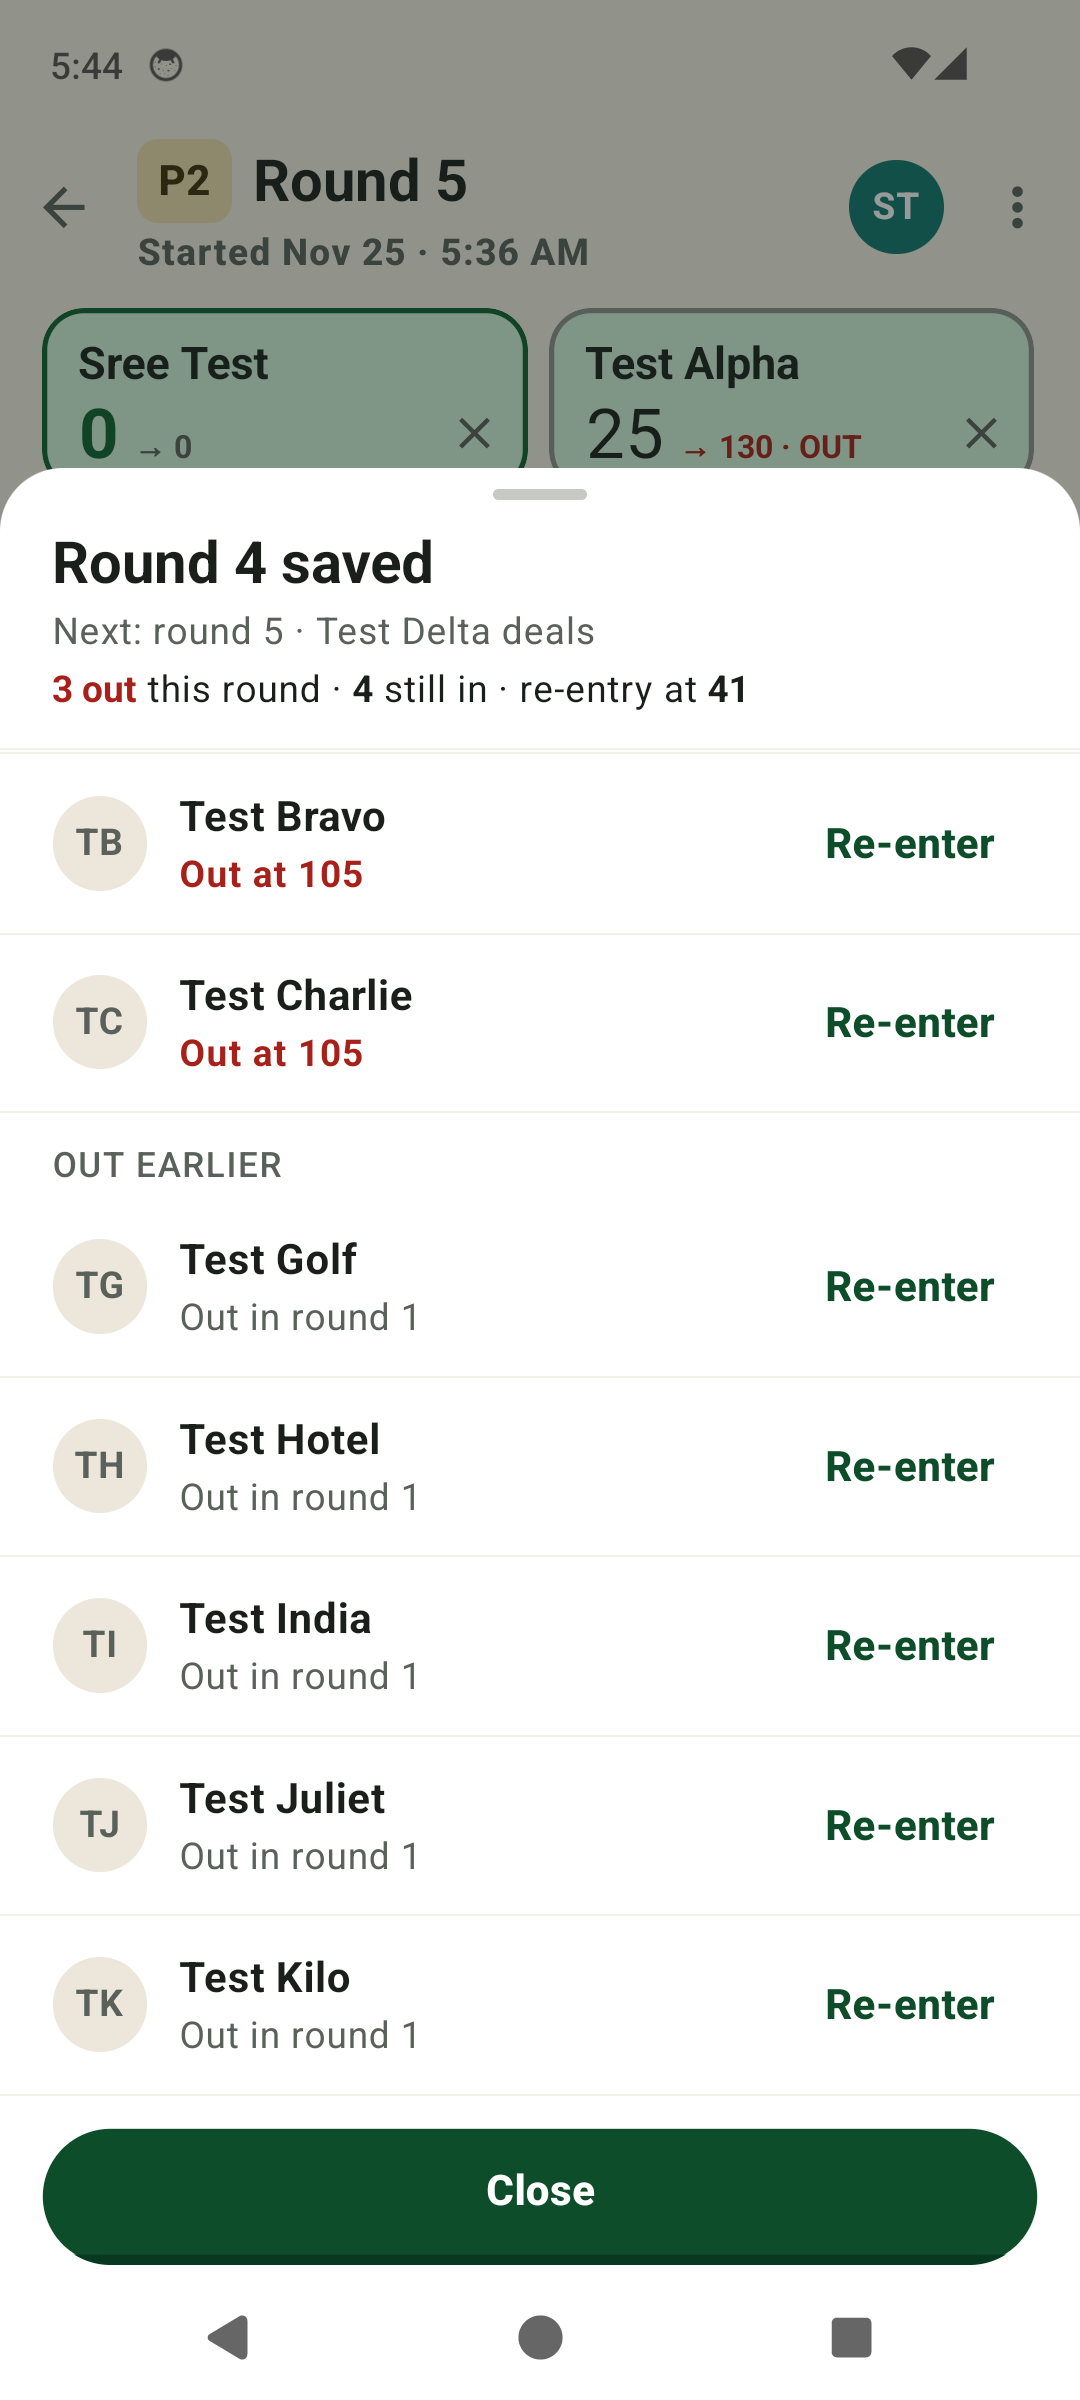 5:44
P2 Round 5
Started Nov 25 · 5:36 AM
ST
Sree Test
0 → 0
Test Alpha
25 → 130 · OUT
Round 4 saved
Next: round 5 · Test Delta deals
3 out this round · 4 still in · re-entry at 41
TB
Test Bravo
Out at 105
Re-enter
TC
Test Charlie
Out at 105
Re-enter
OUT EARLIER
TG
Test Golf
Out in round 1
Re-enter
TH
Test Hotel
Out in round 1
Re-enter
TI
Test India
Out in round 1
Re-enter
TJ
Test Juliet
Out in round 1
Re-enter
TK
Test Kilo
Out in round 1
Re-enter
Close